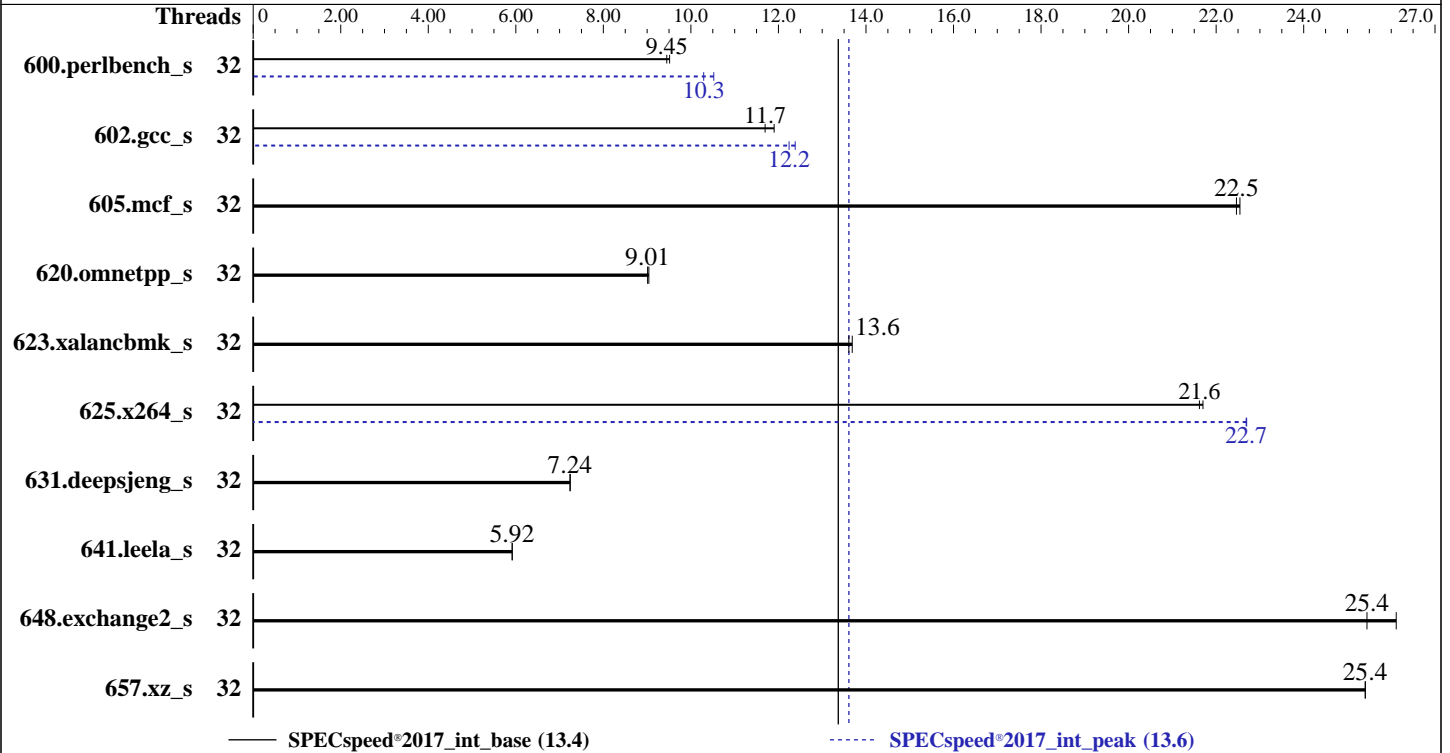 Threads 0 2.00 4.00 6.00 8.00 10.0 12.0 14.0 16.0 18.0 20.0 22.0 24.0 27.0
9.45
600.perlbench_s 32
10.3
11.7
602.gcc_s 32
12.2
22.5
605.mcf_s 32
9.01
620.omnetpp_s 32
13.6
623.xalancbmk_s 32
21.6
625.x264_s 32
22.7
7.24
631.deepsjeng_s 32
5.92
641.leela_s 32
25.4
648.exchange2_s 32
25.4
657.xz_s 32
SPECspeed®2017_int_base (13.4) SPECspeed®2017_int_peak (13.6)